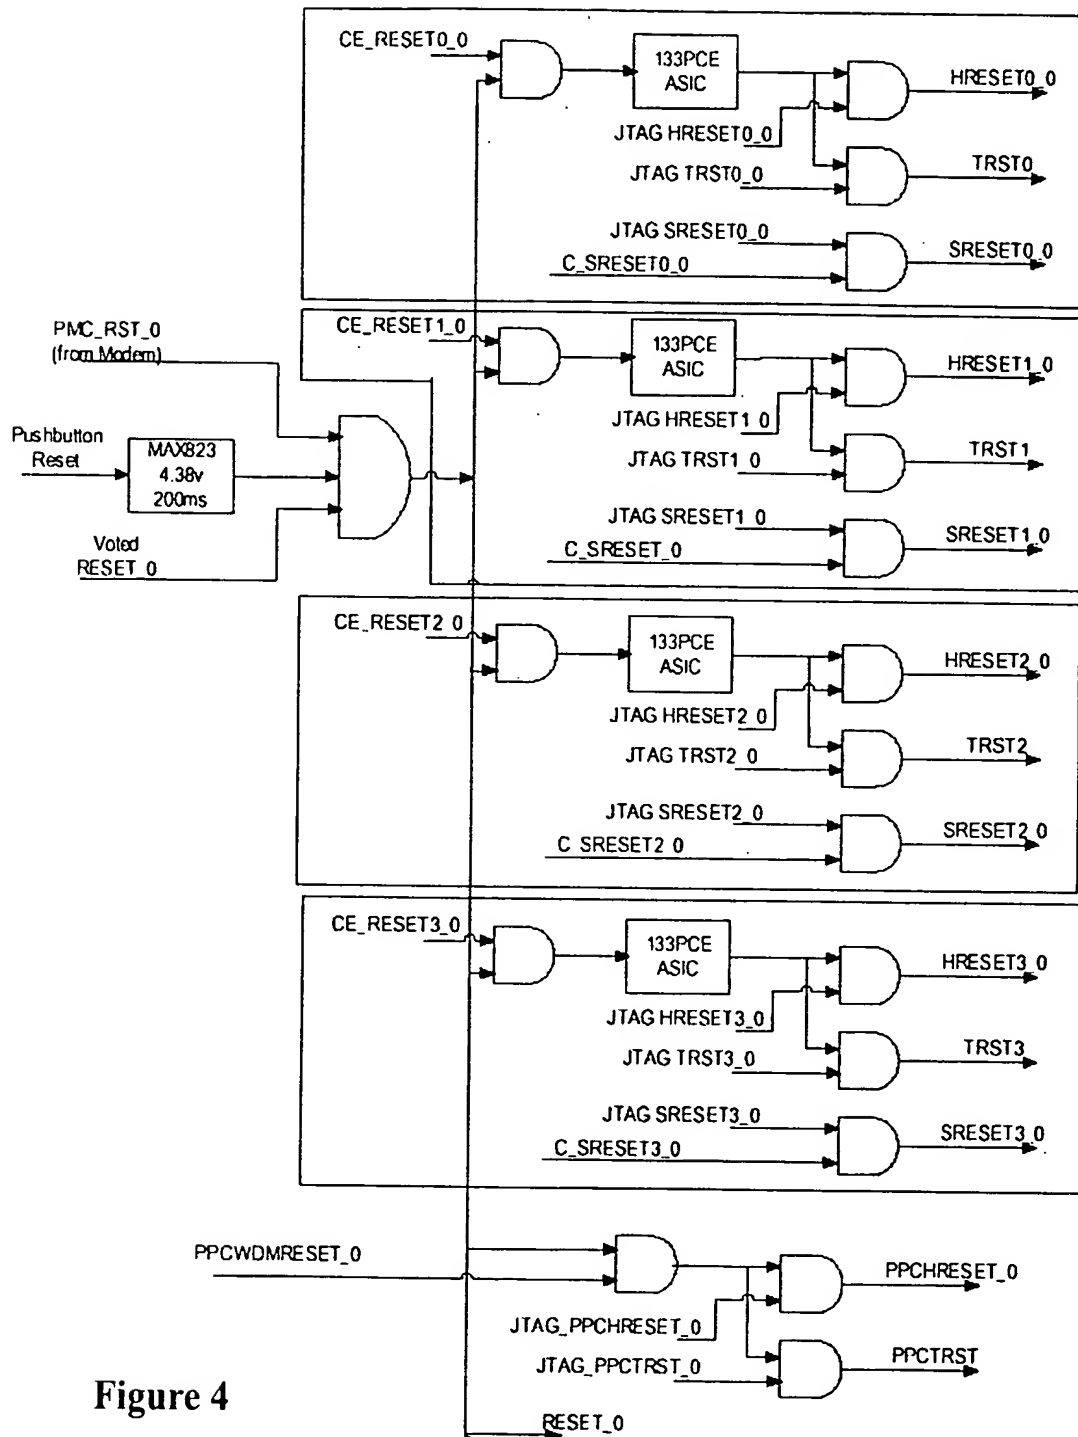 CE_RESET0_0
133PCE
ASIC
HRESET0_0
JTAG HRESET0_0
JTAG TRST0_0
TRST0
JTAG SRESET0_0
C_SRESET0_0
SRESET0_0
PMC_RST_0
(from Modem)
Pushbutton
Reset
MAX823
4.38v
200ms
Voted
RESET_0
CE_RESET1_0
133PCE
ASIC
HRESET1_0
JTAG HRESET1_0
JTAG TRST1_0
TRST1
JTAG SRESET1_0
C_SRESET_0
SRESET1_0
CE_RESET2_0
133PCE
ASIC
HRESET2_0
JTAG HRESET2_0
JTAG TRST2_0
TRST2
JTAG SRESET2_0
C_SRESET2_0
SRESET2_0
CE_RESET3_0
133PCE
ASIC
HRESET3_0
JTAG HRESET3_0
JTAG TRST3_0
TRST3
JTAG SRESET3_0
C_SRESET3_0
SRESET3_0
PPCWDMRESET_0
PPCHRESET_0
JTAG_PPCHRESET_0
JTAG_PPCTRST_0
PPCTRST
RESET_0
Figure 4